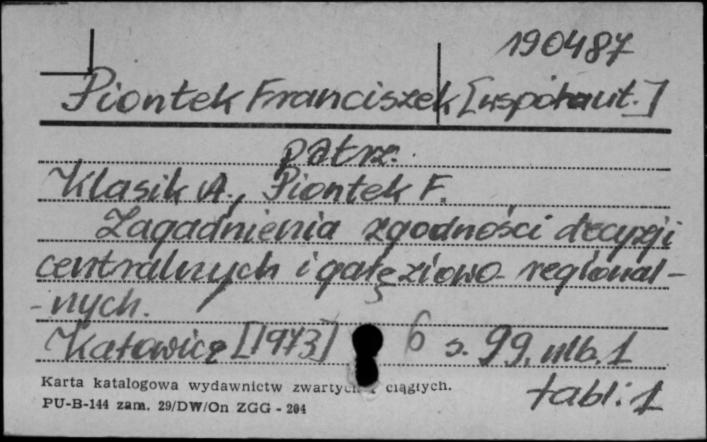 190487
Piontek Franciszek [współaut.]
patrz.
Klasik A., Piontek F.
Zagadnienia zgodności decyzji
centralnych i gałęziowo regional-
-nych.
Katowice [1973] 6 s. 99, nlb. 1
tabl. 1
Karta katalogowa wydawnictw zwartych i ciągłych.
PU-B-144 zam. 29/DW/On ZGG - 204